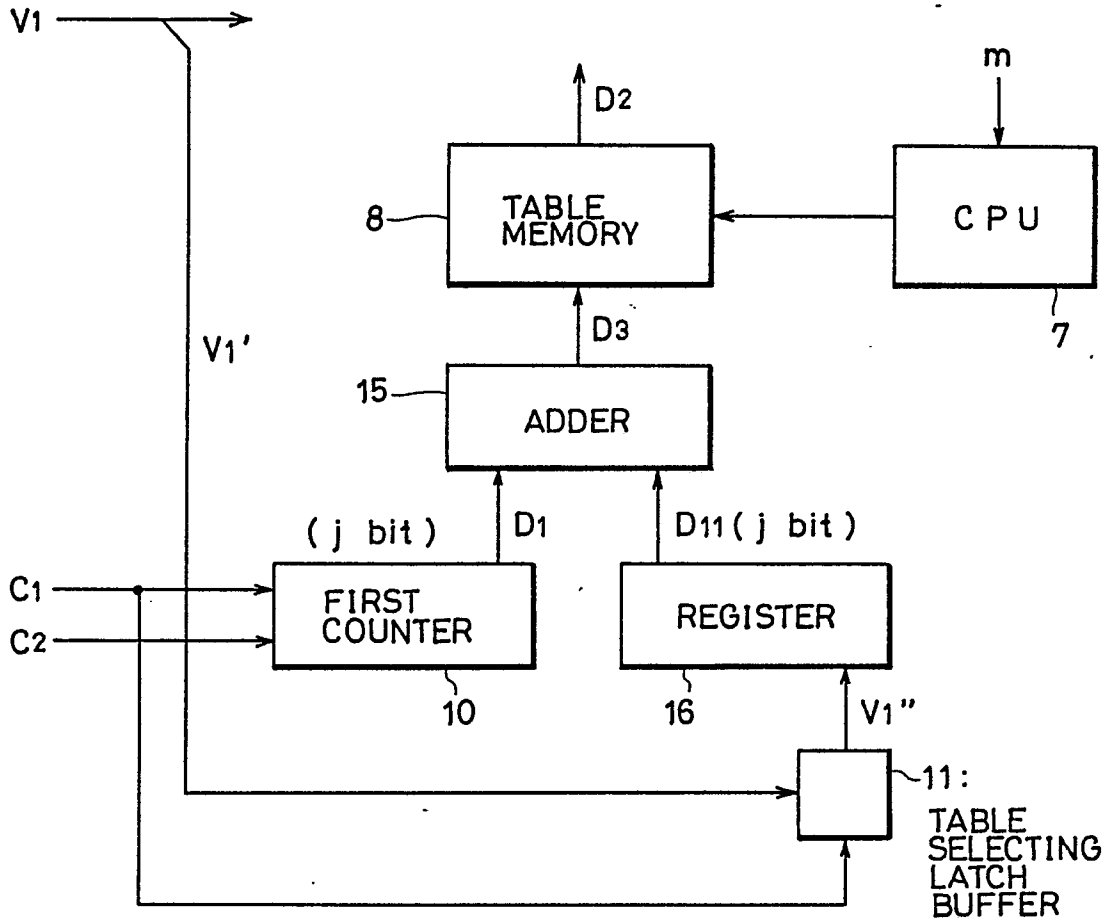 V1
m
D2
8
TABLE
MEMORY
CPU
7
D3
V1'
15
ADDER
(j bit)
D1
D11(j bit)
C1
C2
FIRST
COUNTER
REGISTER
10
16
V1"
11:
TABLE
SELECTING
LATCH
BUFFER